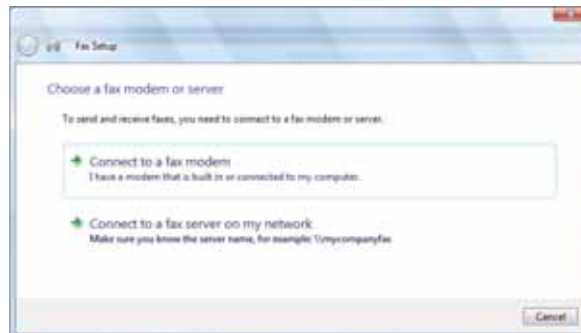 Fax Setup
Choose a fax modem or server
To send and receive faxes, you need to connect to a fax modem or server.
Connect to a fax modem
I have a modem that is built in or connected to my computer.
Connect to a fax server on my network
Make sure you know the server name, for example: \\mycompanyfax
Cancel